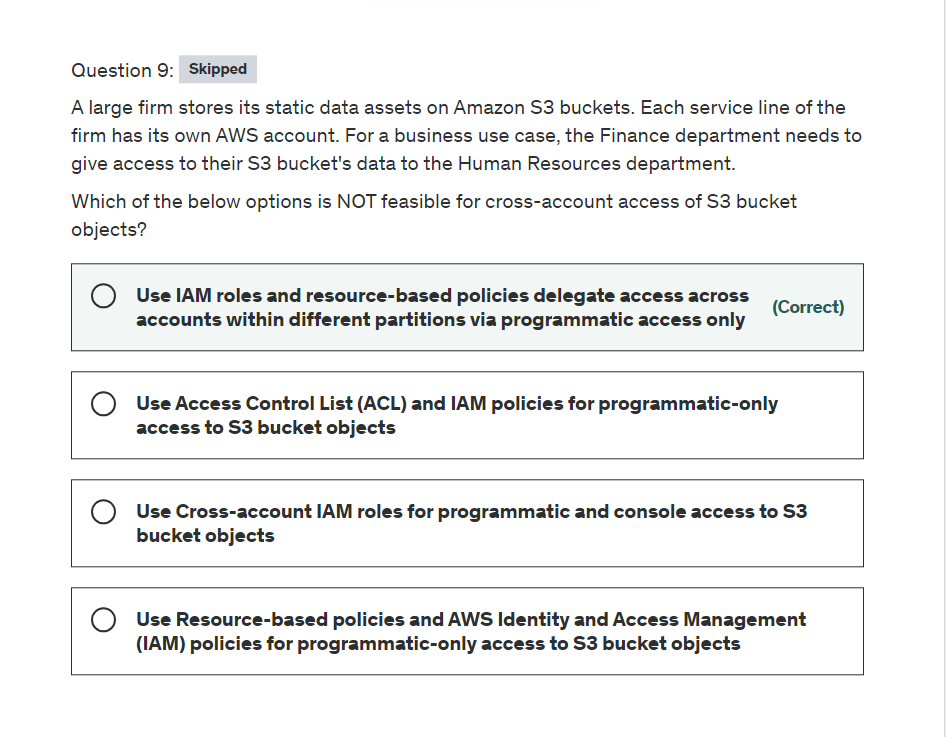 Question 9: Skipped
A large firm stores its static data assets on Amazon S3 buckets. Each service line of the
firm has its own AWS account. For a business use case, the Finance department needs to
give access to their S3 bucket's data to the Human Resources department.
Which of the below options is NOT feasible for cross-account access of S3 bucket
objects?
Use IAM roles and resource-based policies delegate access across
accounts within different partitions via programmatic access only
(Correct)
Use Access Control List (ACL) and IAM policies for programmatic-only
access to S3 bucket objects
Use Cross-account IAM roles for programmatic and console access to S3
bucket objects
Use Resource-based policies and AWS Identity and Access Management
(IAM) policies for programmatic-only access to S3 bucket objects